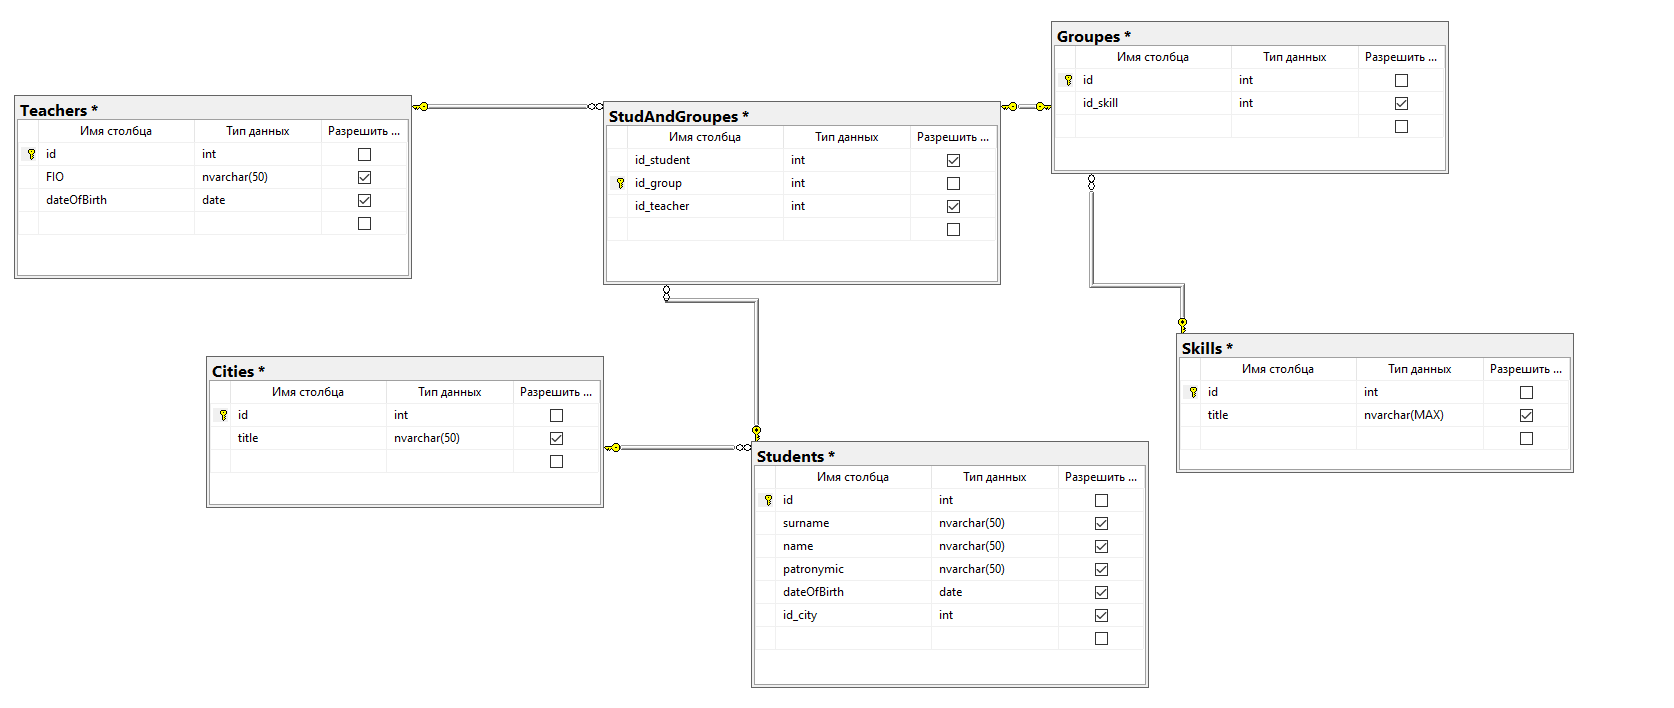 Teachers *
Имя столбца Тип данных Разрешить ...
id int
FIO nvarchar(50)
dateOfBirth date
StudAndGroupes *
Имя столбца Тип данных Разрешить ...
id_student int
id_group int
id_teacher int
Groupes *
Имя столбца Тип данных Разрешить ...
id int
id_skill int
Cities *
Имя столбца Тип данных Разрешить ...
id int
title nvarchar(50)
Skills *
Имя столбца Тип данных Разрешить ...
id int
title nvarchar(MAX)
Students *
Имя столбца Тип данных Разрешить ...
id int
surname nvarchar(50)
name nvarchar(50)
patronymic nvarchar(50)
dateOfBirth date
id_city int